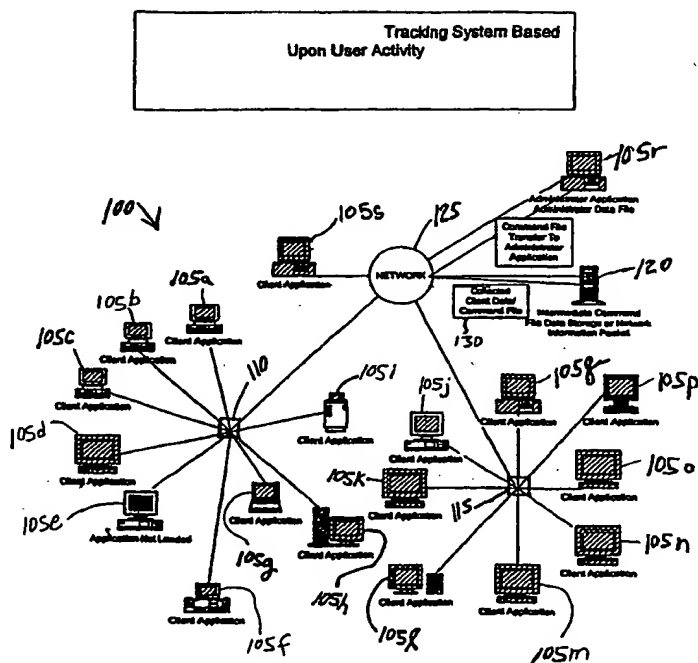 Tracking System Based
Upon User Activity
105r
Administrator Application
Administrator Data File
100
105s
125
Command File
Transfer To
Administrator
Application
NETWORK
Client Application
120
Collected
Client Data/
Command File
130
Intermediate Command
File Data Storage or Network
Information Packet
105b
105a
Client Application
Client Application
105c
110
105i
105j
105q
105p
Client Application
Client Application
Client Application
Client Application
Client Application
105d
Client Application
105k
Client Application
115
105o
Client Application
105e
Application Not Loaded
Client Application
105g
Client Application
105h
105n
Client Application
Client Application
105l
Client Application
105f
Client Application
105m